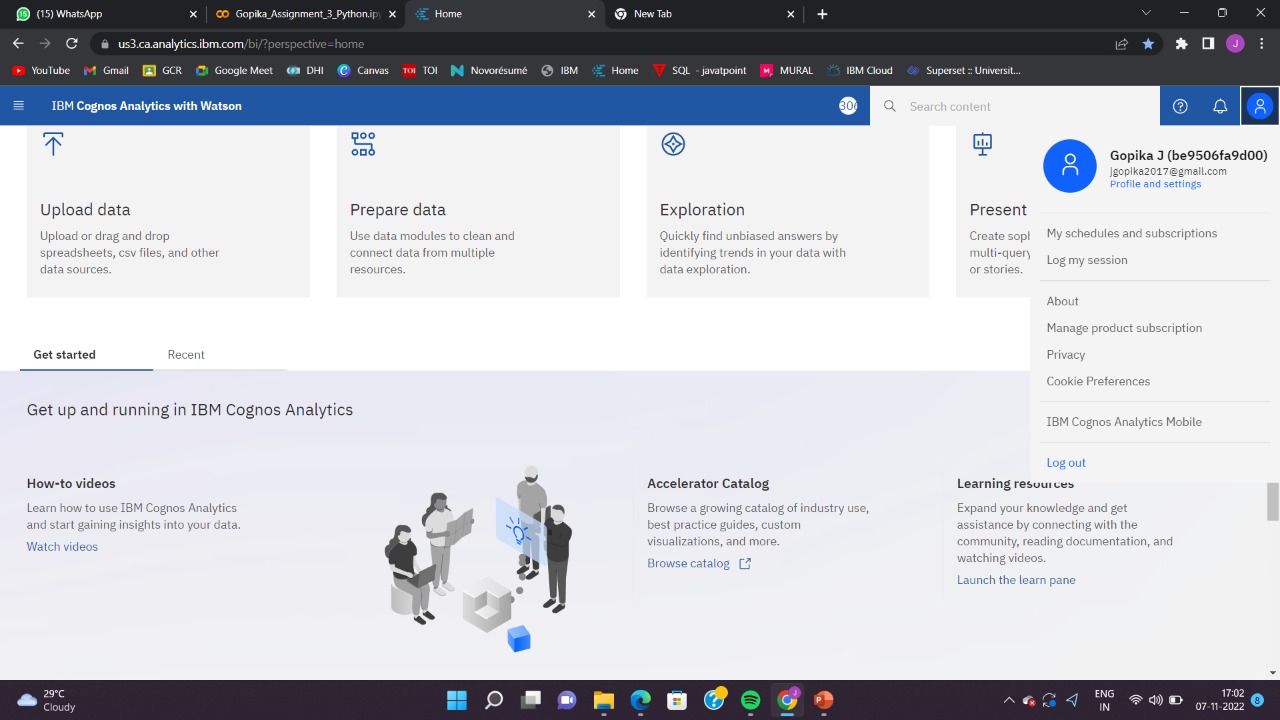 (15) WhatsApp
Gopika_Assignment_3_Python.ipy
Home
New Tab
us3.ca.analytics.ibm.com/bi/?perspective=home
J
YouTube
Gmail
GCR
Google Meet
DHI
Canvas
TOI
TOI
Novorésumé
IBM
Home
SQL - javatpoint
MURAL
IBM Cloud
Superset :: Universit...
IBM Cognos Analytics with Watson
Search content
Gopika J (be9506fa9d00)
jgopika2017@gmail.com
Profile and settings
My schedules and subscriptions
Log my session
About
Manage product subscription
Privacy
Cookie Preferences
IBM Cognos Analytics Mobile
Log out
Upload data
Upload or drag and drop
spreadsheets, csv files, and other
data sources.
Prepare data
Use data modules to clean and
connect data from multiple
resources.
Exploration
Quickly find unbiased answers by
identifying trends in your data with
data exploration.
Present
Create
multi-query
or stories.
Get started
Recent
Get up and running in IBM Cognos Analytics
How-to videos
Learn how to use IBM Cognos Analytics
and start gaining insights into your data.
Watch videos
Accelerator Catalog
Browse a growing catalog of industry use,
best practice guides, custom
visualizations, and more.
Browse catalog
Learning resources
Expand your knowledge and get
assistance by connecting with the
community, reading documentation, and
watching videos.
Launch the learn pane
29°C
Cloudy
ENG
IN
17:02
07-11-2022
8